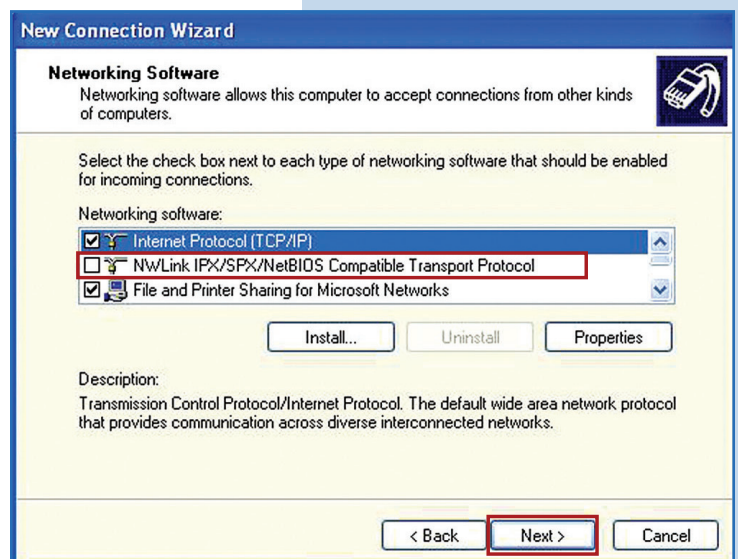 New Connection Wizard
Networking Software
Networking software allows this computer to accept connections from other kinds
of computers.
Select the check box next to each type of networking software that should be enabled
for incoming connections.
Networking software:
Internet Protocol (TCP/IP)
NWLink IPX/SPX/NetBIOS Compatible Transport Protocol
File and Printer Sharing for Microsoft Networks
Install... Uninstall Properties
Description:
Transmission Control Protocol/Internet Protocol. The default wide area network protocol
that provides communication across diverse interconnected networks.
< Back Next > Cancel